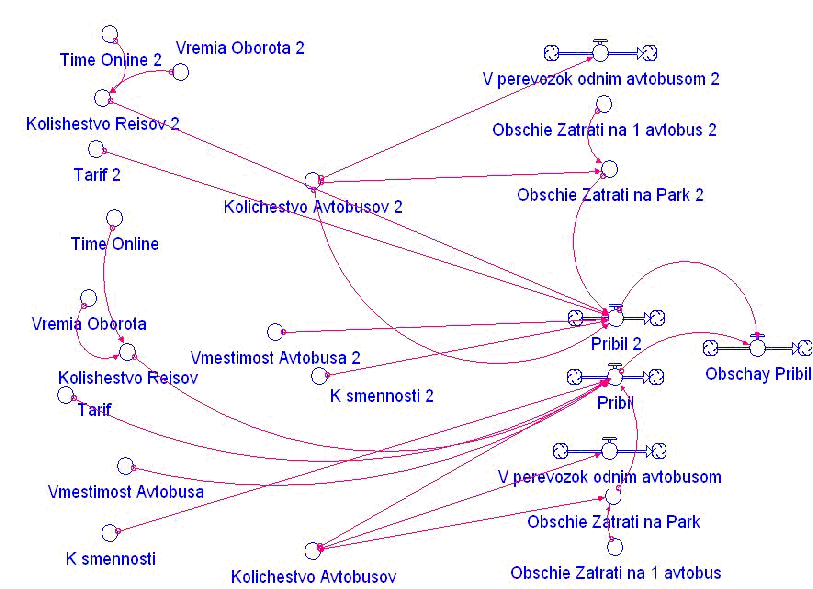 Vremia Oborota 2
Time Online 2
V perevozok odnim avtobusom 2
Kolishestvo Reisov 2
Obschie Zatrati na 1 avtobus 2
Tarif 2
Obschie Zatrati na Park 2
Kolichestvo Avtobusov 2
Time Online
Vremia Oborota
Pribil 2
Vmestimost Avtobusa 2
Obschay Pribil
Kolishestvo Reisov
K smennosti 2
Pribil
Tarif
V perevozok odnim avtobusom
Vmestimost Avtobusa
Obschie Zatrati na Park
K smennosti
Obschie Zatrati na 1 avtobus
Kolichestvo Avtobusov